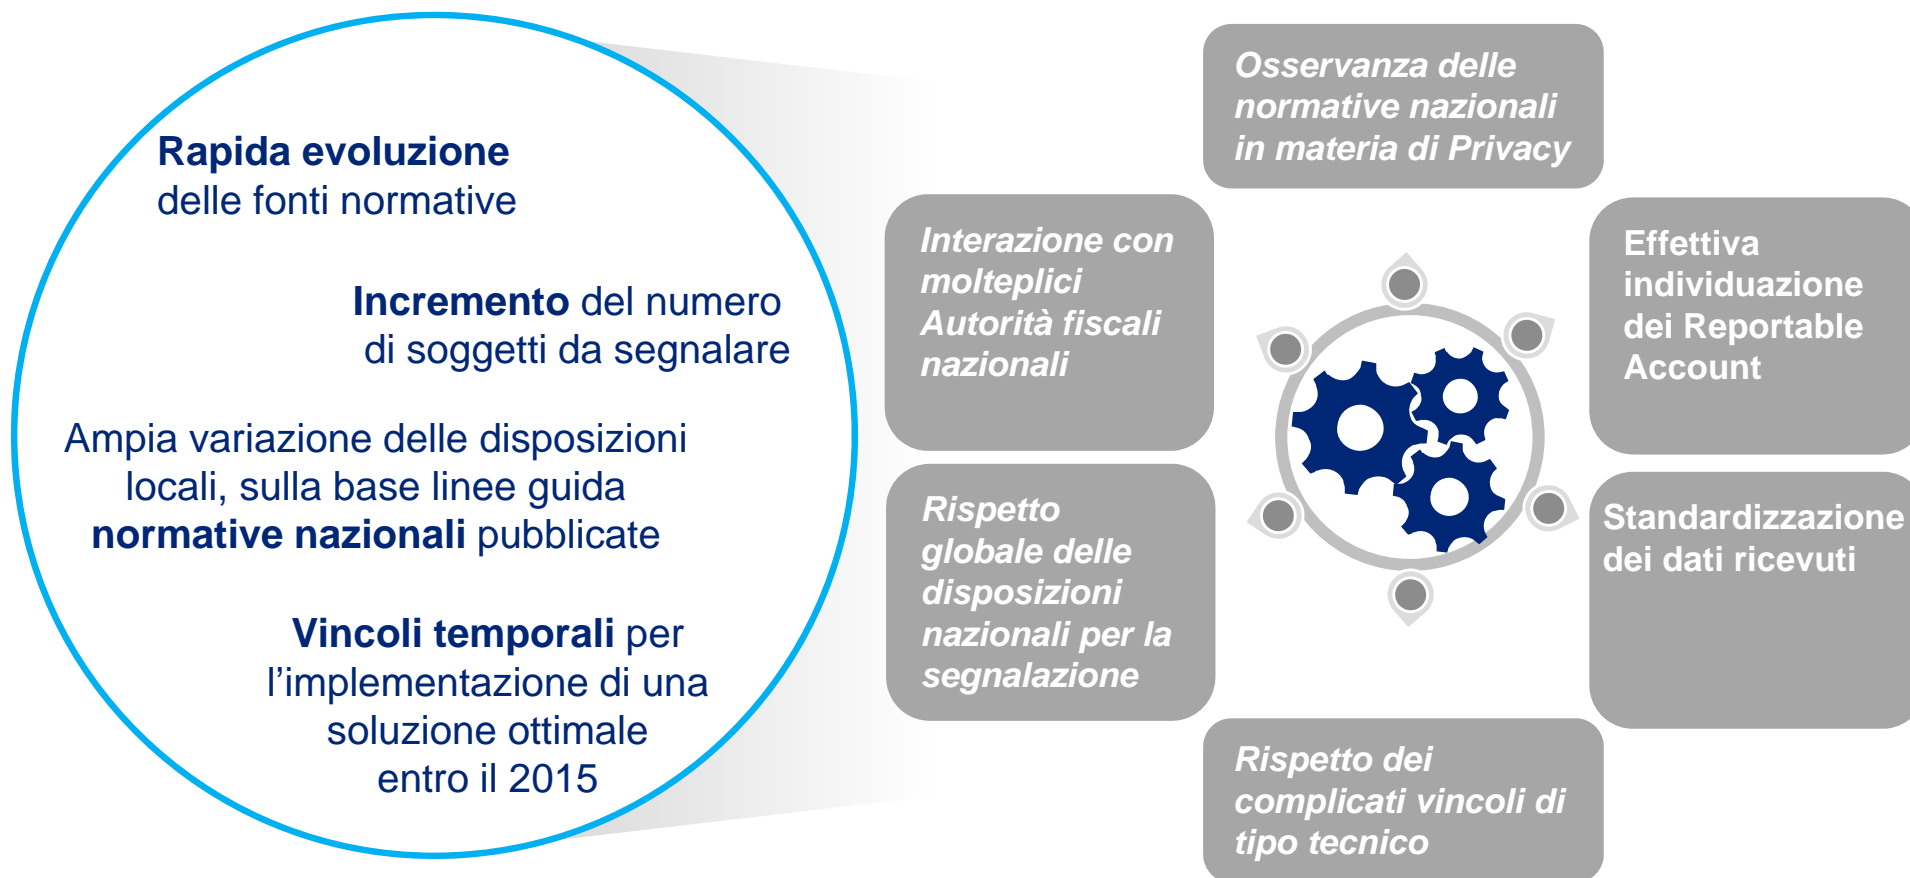 Rapida evoluzione
delle fonti normative
Incremento del numero
di soggetti da segnalare
Ampia variazione delle disposizioni
locali, sulla base linee guida
normative nazionali pubblicate
Vincoli temporali per
l’implementazione di una
soluzione ottimale
entro il 2015
Osservanza delle
normative nazionali
in materia di Privacy
Interazione con
molteplici
Autorità fiscali
nazionali
Effettiva
individuazione
dei Reportable
Account
Rispetto
globale delle
disposizioni
nazionali per la
segnalazione
Standardizzazione
dei dati ricevuti
Rispetto dei
complicati vincoli di
tipo tecnico